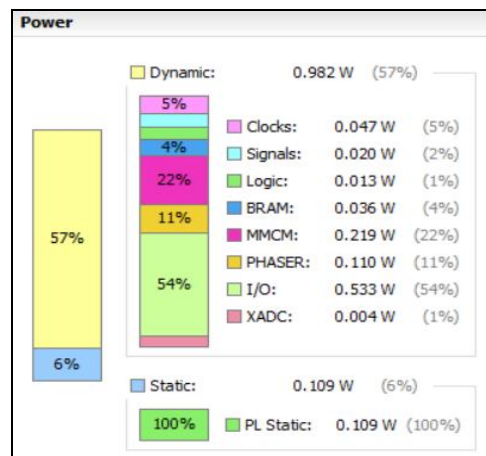 Power
Dynamic: 0.982 W (57%)
5%
4%
22%
11%
54%
Clocks: 0.047 W (5%)
Signals: 0.020 W (2%)
Logic: 0.013 W (1%)
BRAM: 0.036 W (4%)
MMCM: 0.219 W (22%)
PHASER: 0.110 W (11%)
I/O: 0.533 W (54%)
XADC: 0.004 W (1%)
57%
6%
Static: 0.109 W (6%)
100%
PL Static: 0.109 W (100%)